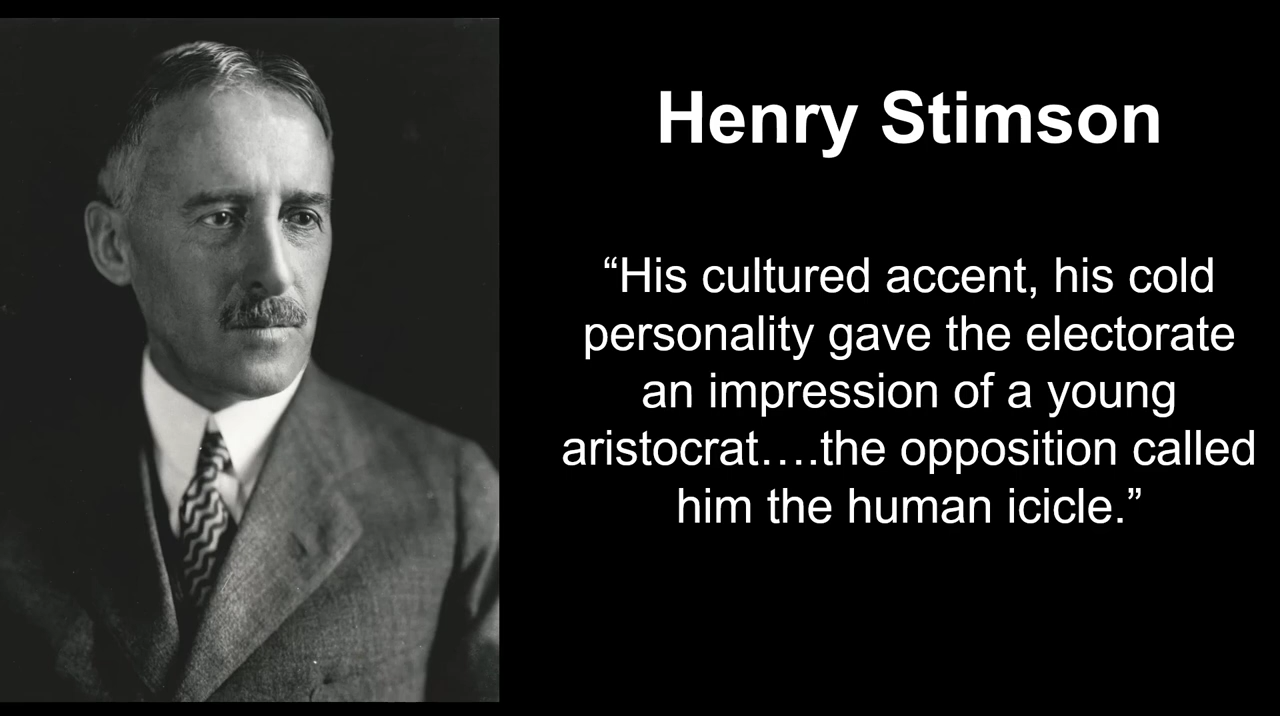 Henry Stimson
“His cultured accent, his cold
personality gave the electorate
an impression of a young
aristocrat….the opposition called
him the human icicle.”